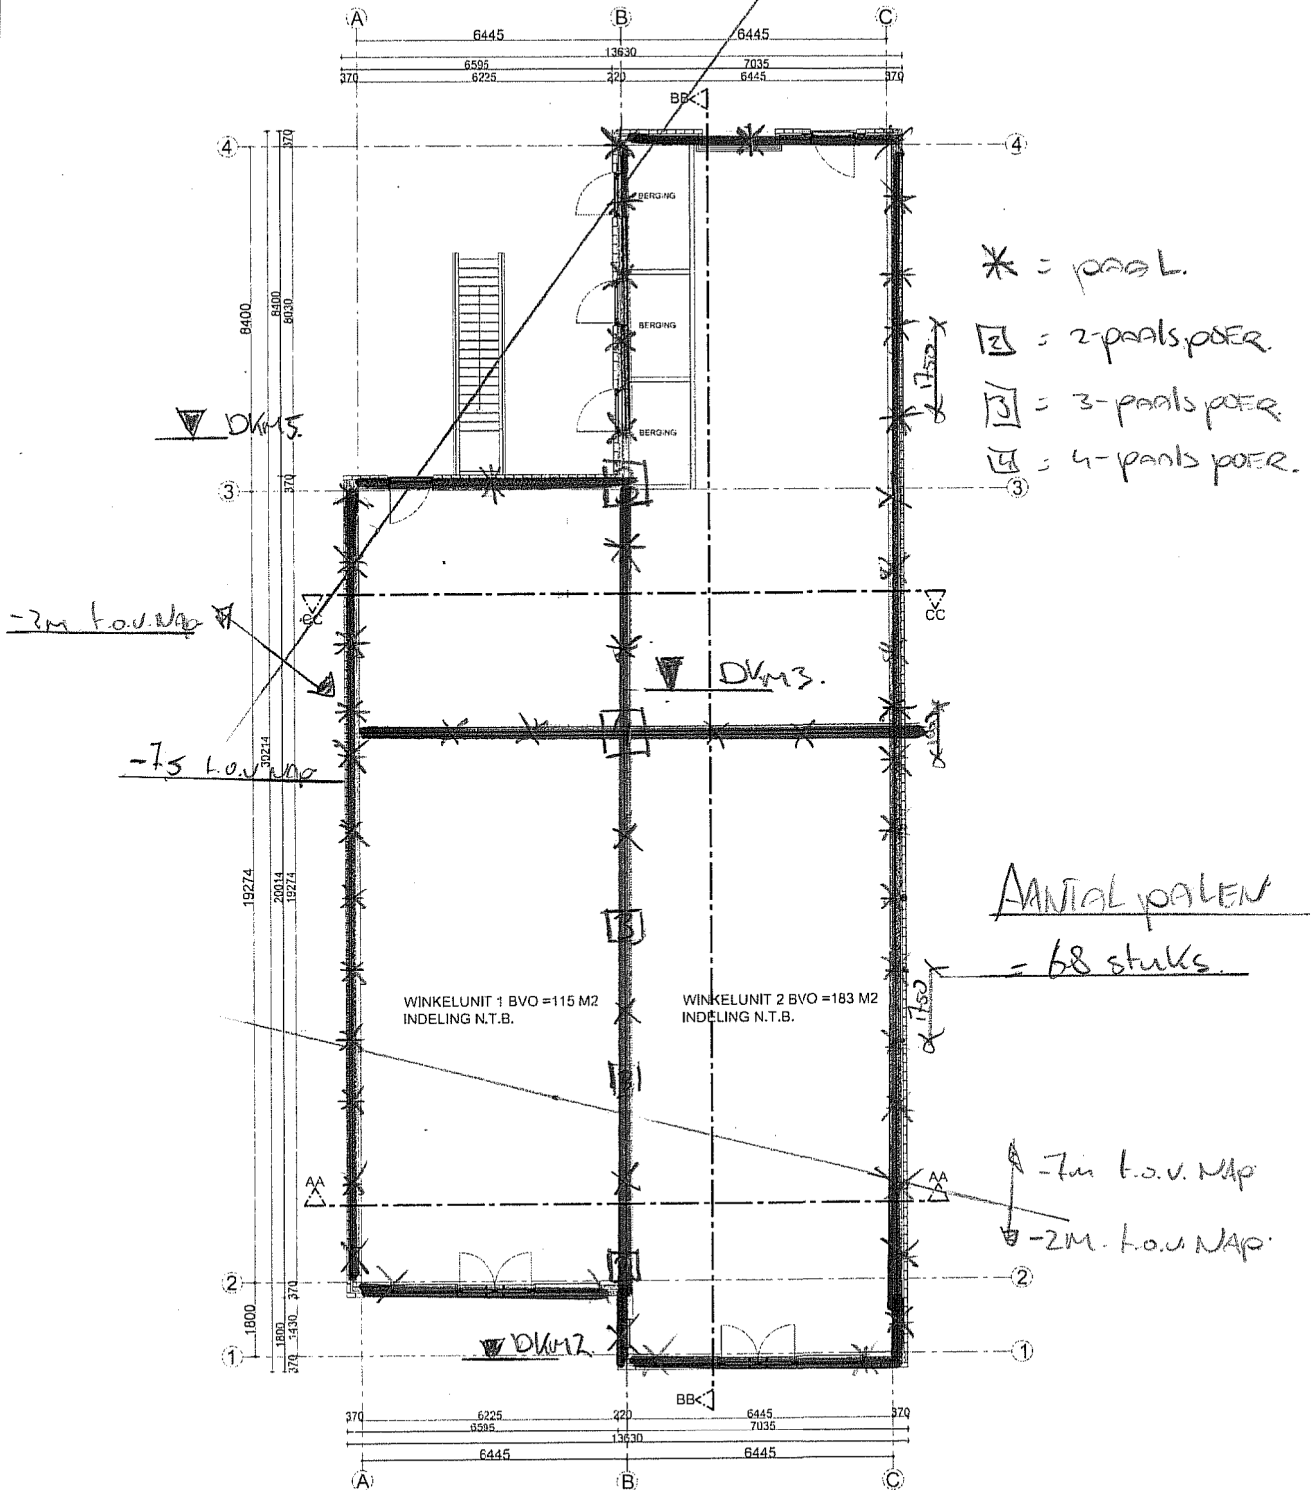 A
B
C
6445
6445
13630
6595
7035
370
6225
220
6445
370
BB
4
4
370
BERGING
BERGING
BERGING
8400
8400
8030
✳ = paal.
[2] = 2-paals poer.
[3] = 3-paals poer.
[4] = 4-paals poer.
1750
DKM5.
370
3
3
-2m t.o.v. NAP
CC
CC
DKM3.
4
30214
-7.5 t.o.v NAP
19274
20014
19274
3
AANTAL palen
= 68 stuks.
1750
WINKELUNIT 1 BVO =115 M2
INDELING N.T.B.
WINKELUNIT 2 BVO =183 M2
INDELING N.T.B.
-7m t.o.v. NAP
-2m. t.o.v. NAP.
AA
AA
2
2
370
1800
1800
1430
370
DKM2.
1
1
BB
370
6225
220
6445
370
6595
7035
13630
6445
6445
A
B
C